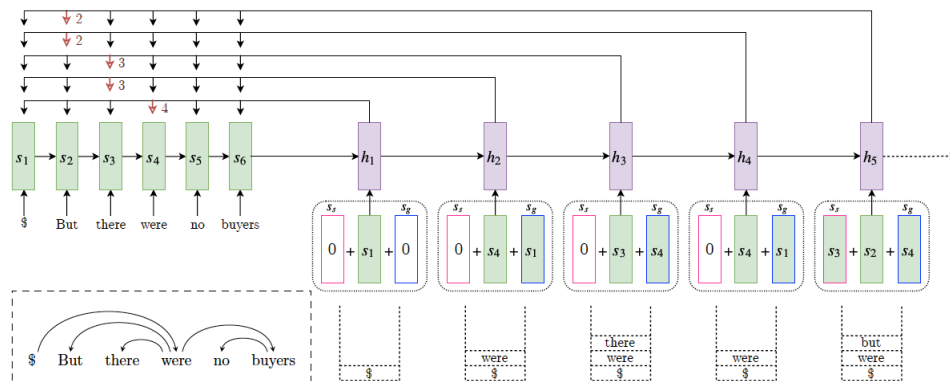 2
2
3
3
4
s1 s2 s3 s4 s5 s6 h1 h2 h3 h4 h5
$ But there were no buyers
ss sg ss sg ss sg ss sg ss sg
0 + s1 + 0 0 + s4 + s1 0 + s3 + s4 0 + s4 + s1 s3 + s2 + s4
$ But there were no buyers
there but
were were were were
$ $ $ $ $